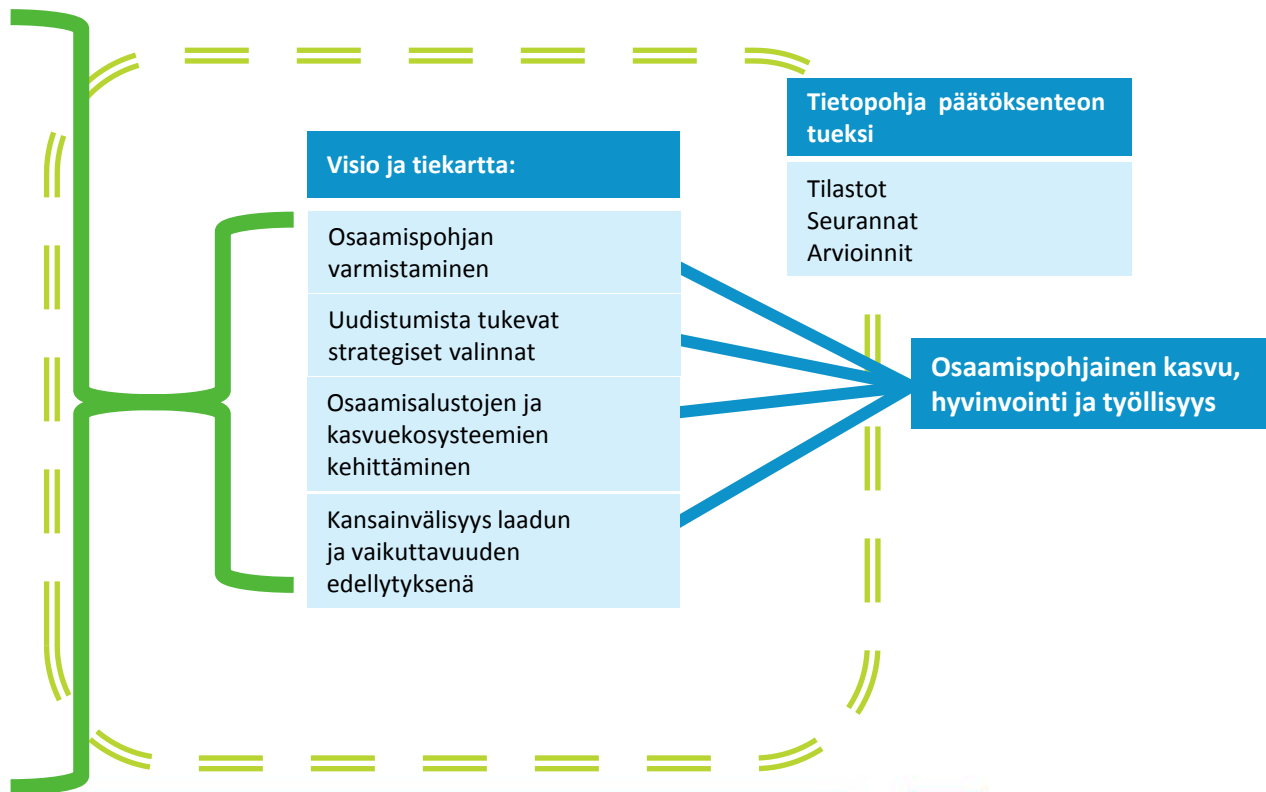 Tietopohja päätöksenteon
tueksi
Tilastot
Seurannat
Arvioinnit
Visio ja tiekartta:
Osaamispohjan
varmistaminen
Uudistumista tukevat
strategiset valinnat
Osaamisalustojen ja
kasvuekosysteemien
kehittäminen
Kansainvälisyys laadun
ja vaikuttavuuden
edellytyksenä
Osaamispohjainen kasvu,
hyvinvointi ja työllisyys